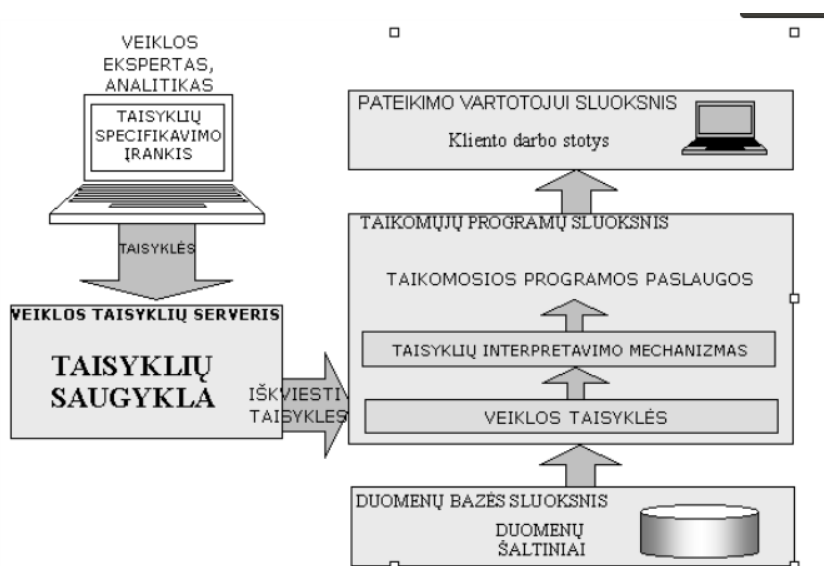 VEIKLOS
EKSPERTAS,
ANALITIKAS
TAISYKLIŲ
SPECIFIKAVIMO
ĮRANKIS
TAISYKLĖS
VEIKLOS TAISYKLIŲ SERVERIS
TAISYKLIŲ
SAUGYKLA
IŠKVIESTI
TAISYKLES
PATEIKIMO VARTOTOJUI SLUOKSNIS
Kliento darbo stotys
TAIKOMŲJŲ PROGRAMŲ SLUOKSNIS
TAIKOMOSIOS PROGRAMOS PASLAUGOS
TAISYKLIŲ INTERPRETAVIMO MECHANIZMAS
VEIKLOS TAISYKLĖS
DUOMENŲ BAZĖS SLUOKSNIS
DUOMENŲ
ŠALTINIAI